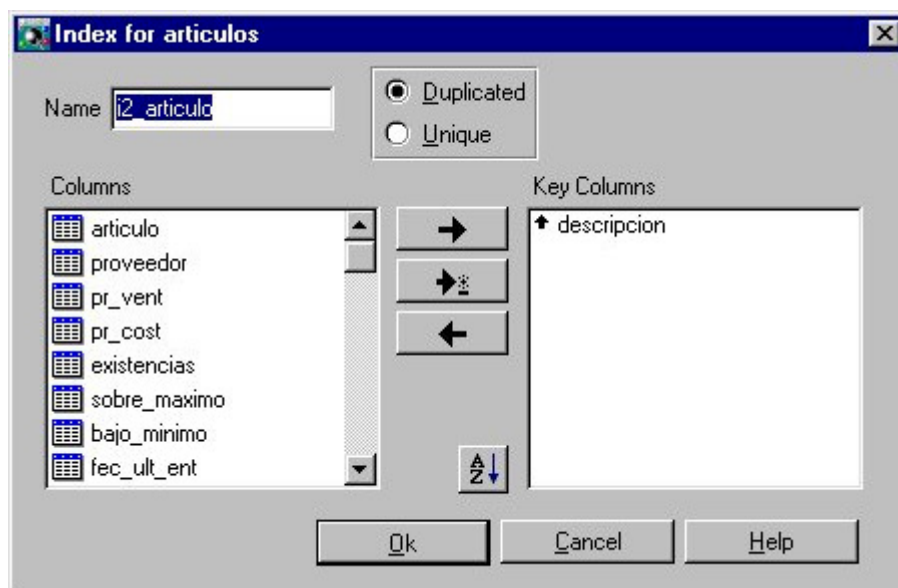 Index for articulos
Name i2_articulo
Duplicated
Unique
Columns
articulo
proveedor
pr_vent
pr_cost
existencias
sobre_maximo
bajo_minimo
fec_ult_ent
Key Columns
descripcion
A
Z
Ok Cancel Help